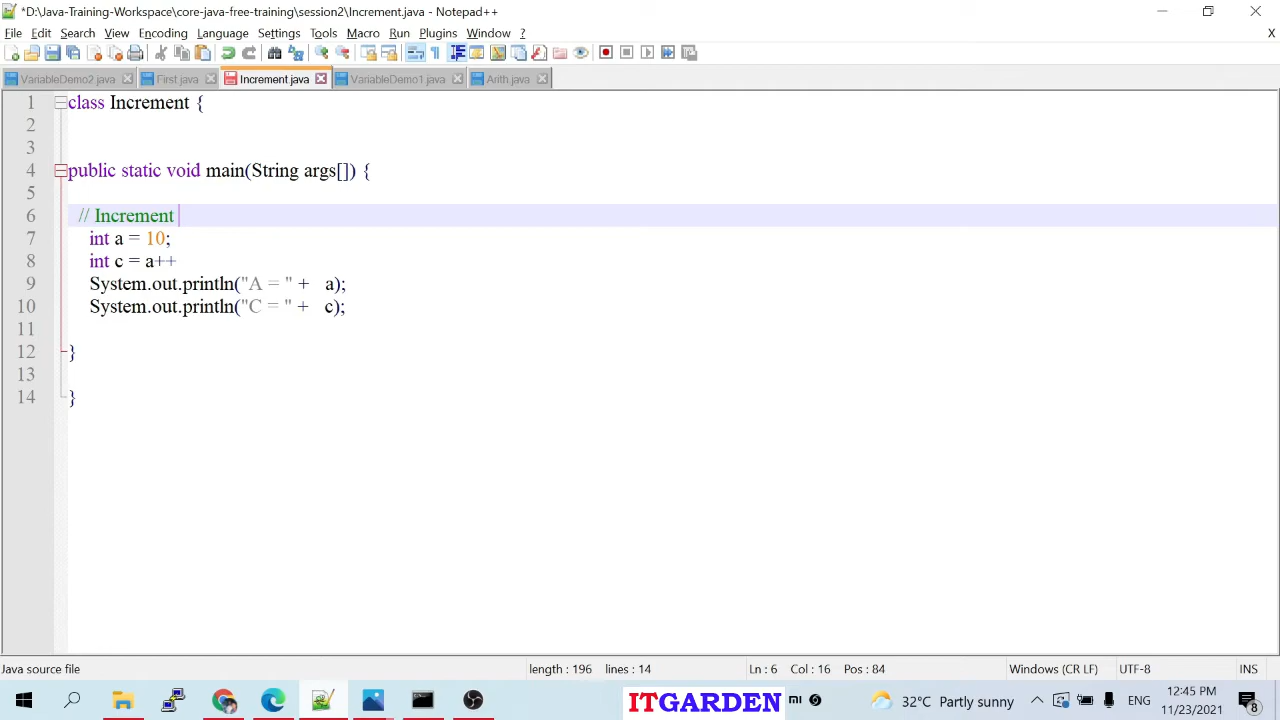 *D:\Java-Training-Workspace\core-java-free-training\session2\Increment.java - Notepad++
File Edit Search View Encoding Language Settings Tools Macro Run Plugins Window ? X
VariableDemo2.java First.java Increment.java VariableDemo1.java Arith.java
1 class Increment {
2
3
4 public static void main(String args[]) {
5
6 // Increment
7 int a = 10;
8 int c = a++
9 System.out.println("A = " + a);
10 System.out.println("C = " + c);
11
12 }
13
14 }
Java source file length : 196 lines : 14 Ln : 6 Col : 16 Pos : 84 Windows (CR LF) UTF-8 INS
ITGARDEN mi 32°C Partly sunny ENG 12:45 PM
11/23/2021 8